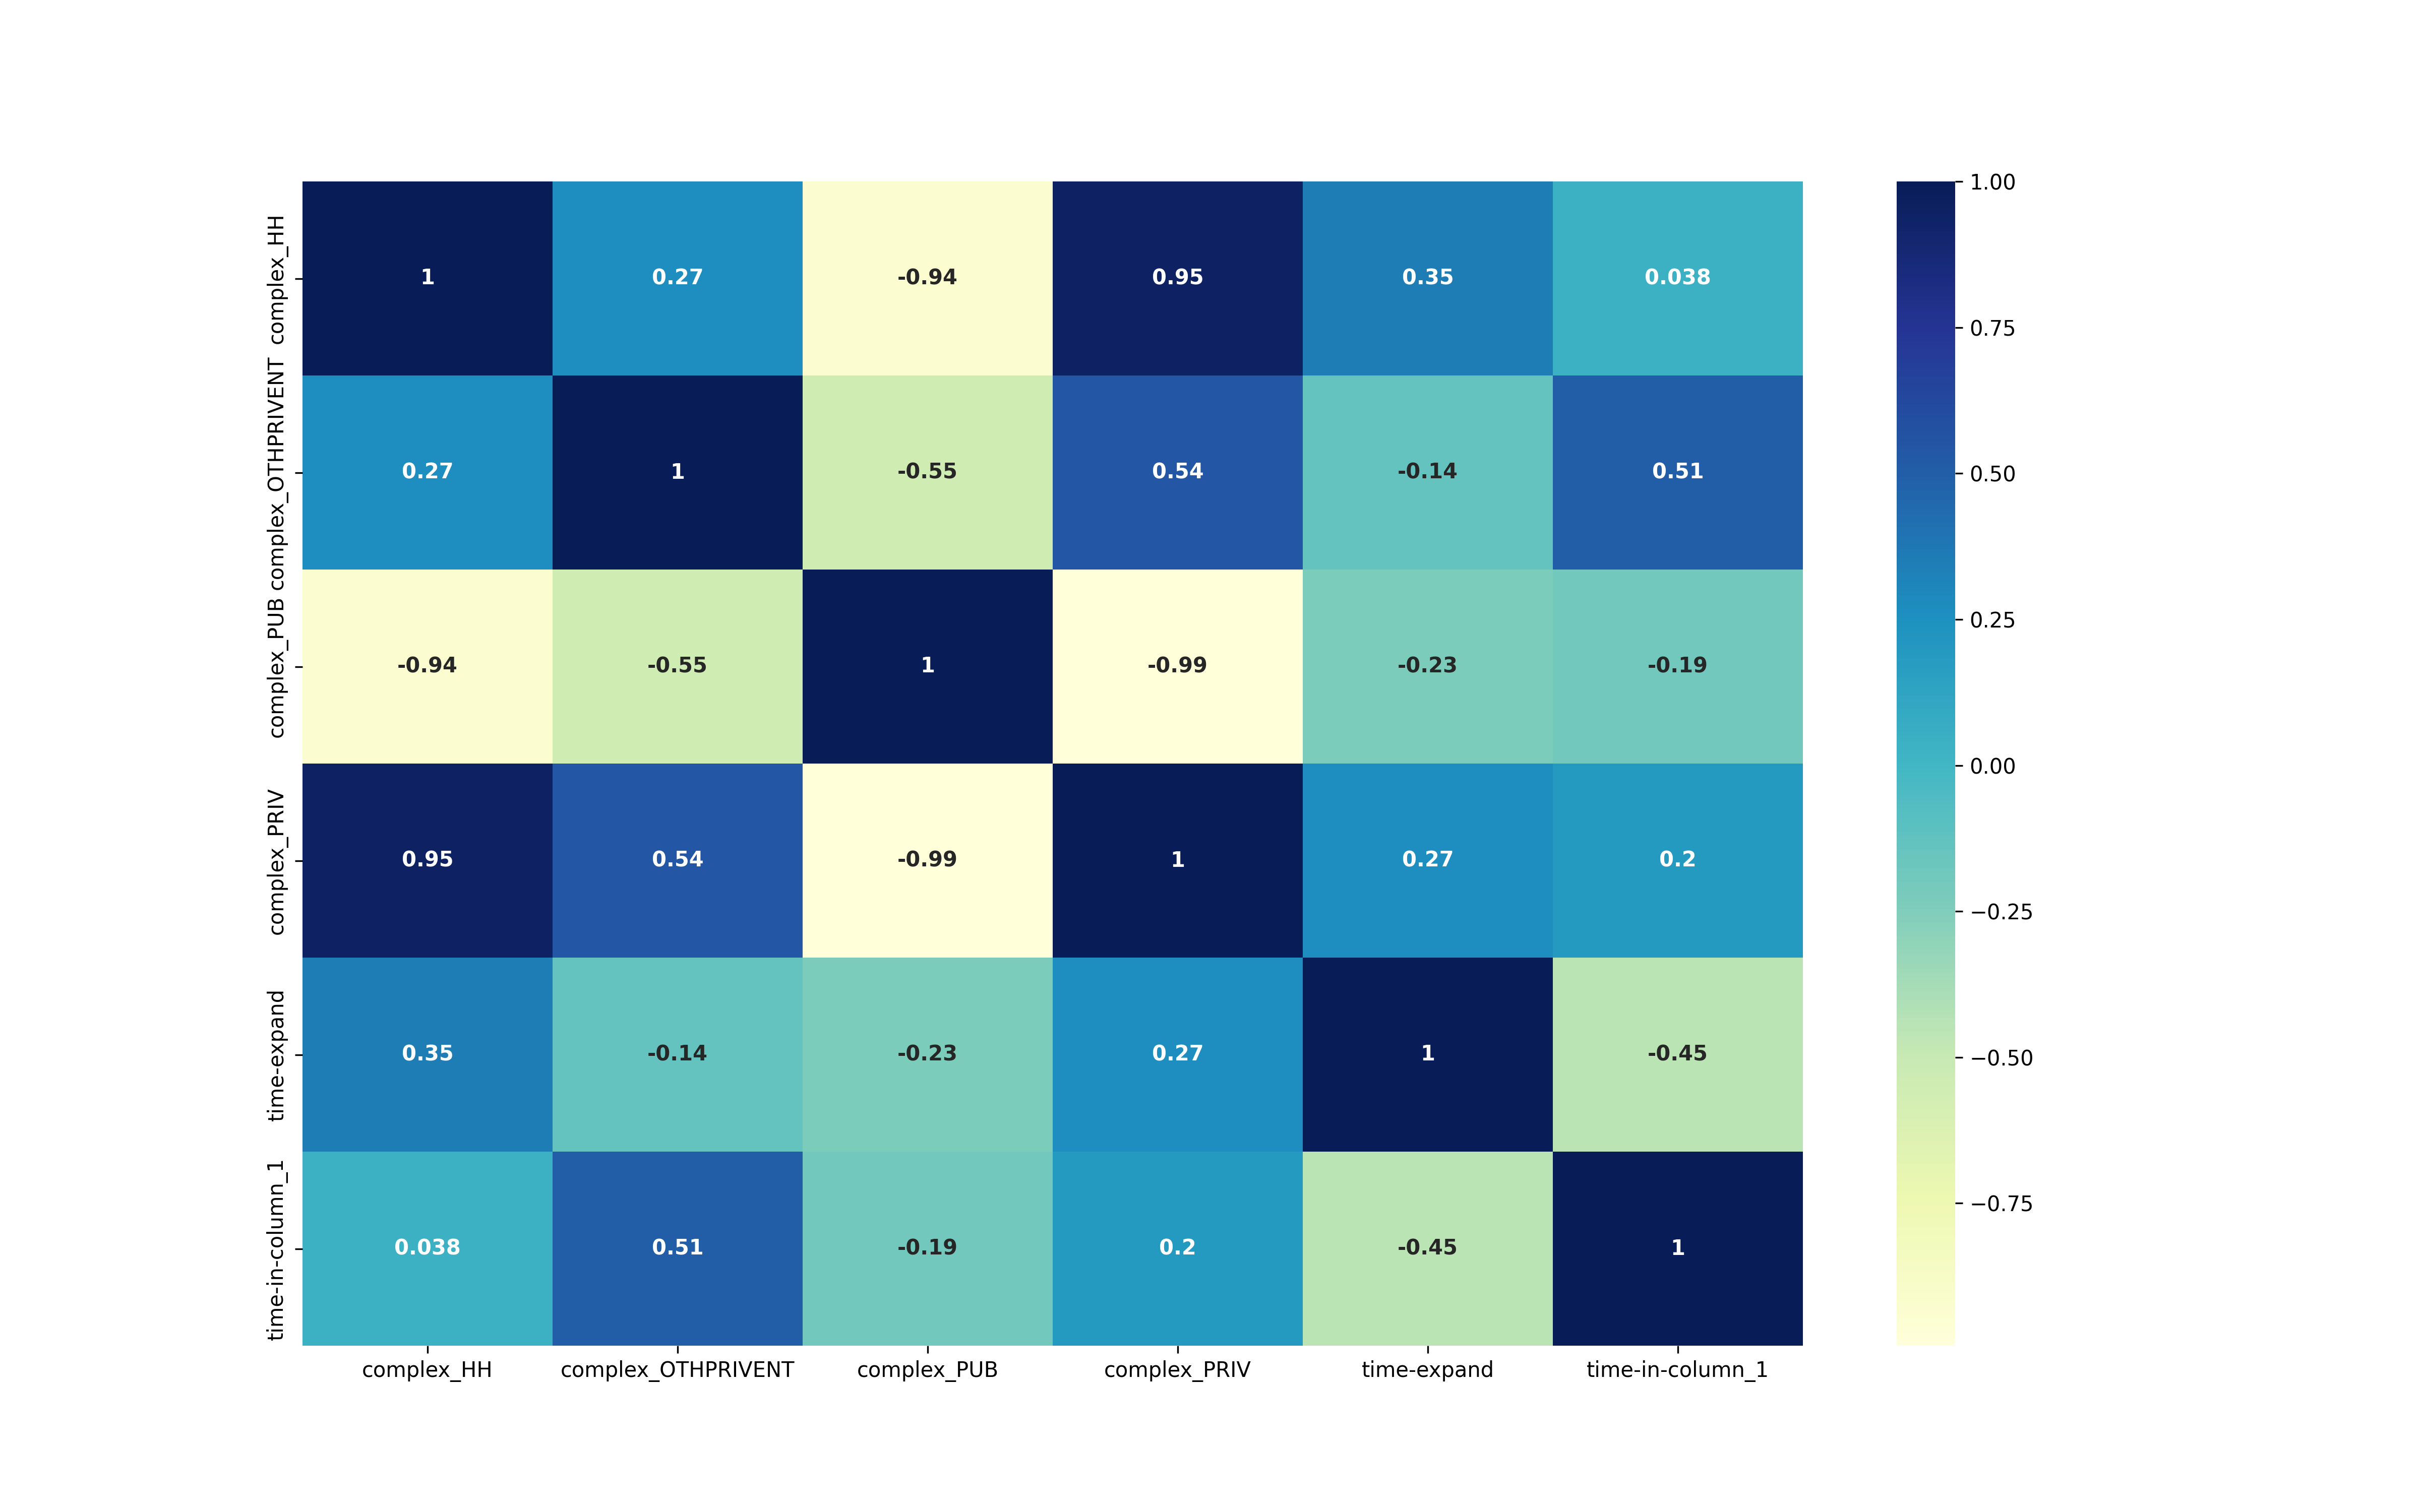 complex_HH 1 0.27 -0.94 0.95 0.35 0.038
complex_OTHPRIVENT 0.27 1 -0.55 0.54 -0.14 0.51
complex_PUB -0.94 -0.55 1 -0.99 -0.23 -0.19
complex_PRIV 0.95 0.54 -0.99 1 0.27 0.2
time-expand 0.35 -0.14 -0.23 0.27 1 -0.45
time-in-column_1 0.038 0.51 -0.19 0.2 -0.45 1
complex_HH complex_OTHPRIVENT complex_PUB complex_PRIV time-expand time-in-column_1
1.00
0.75
0.50
0.25
0.00
−0.25
−0.50
−0.75